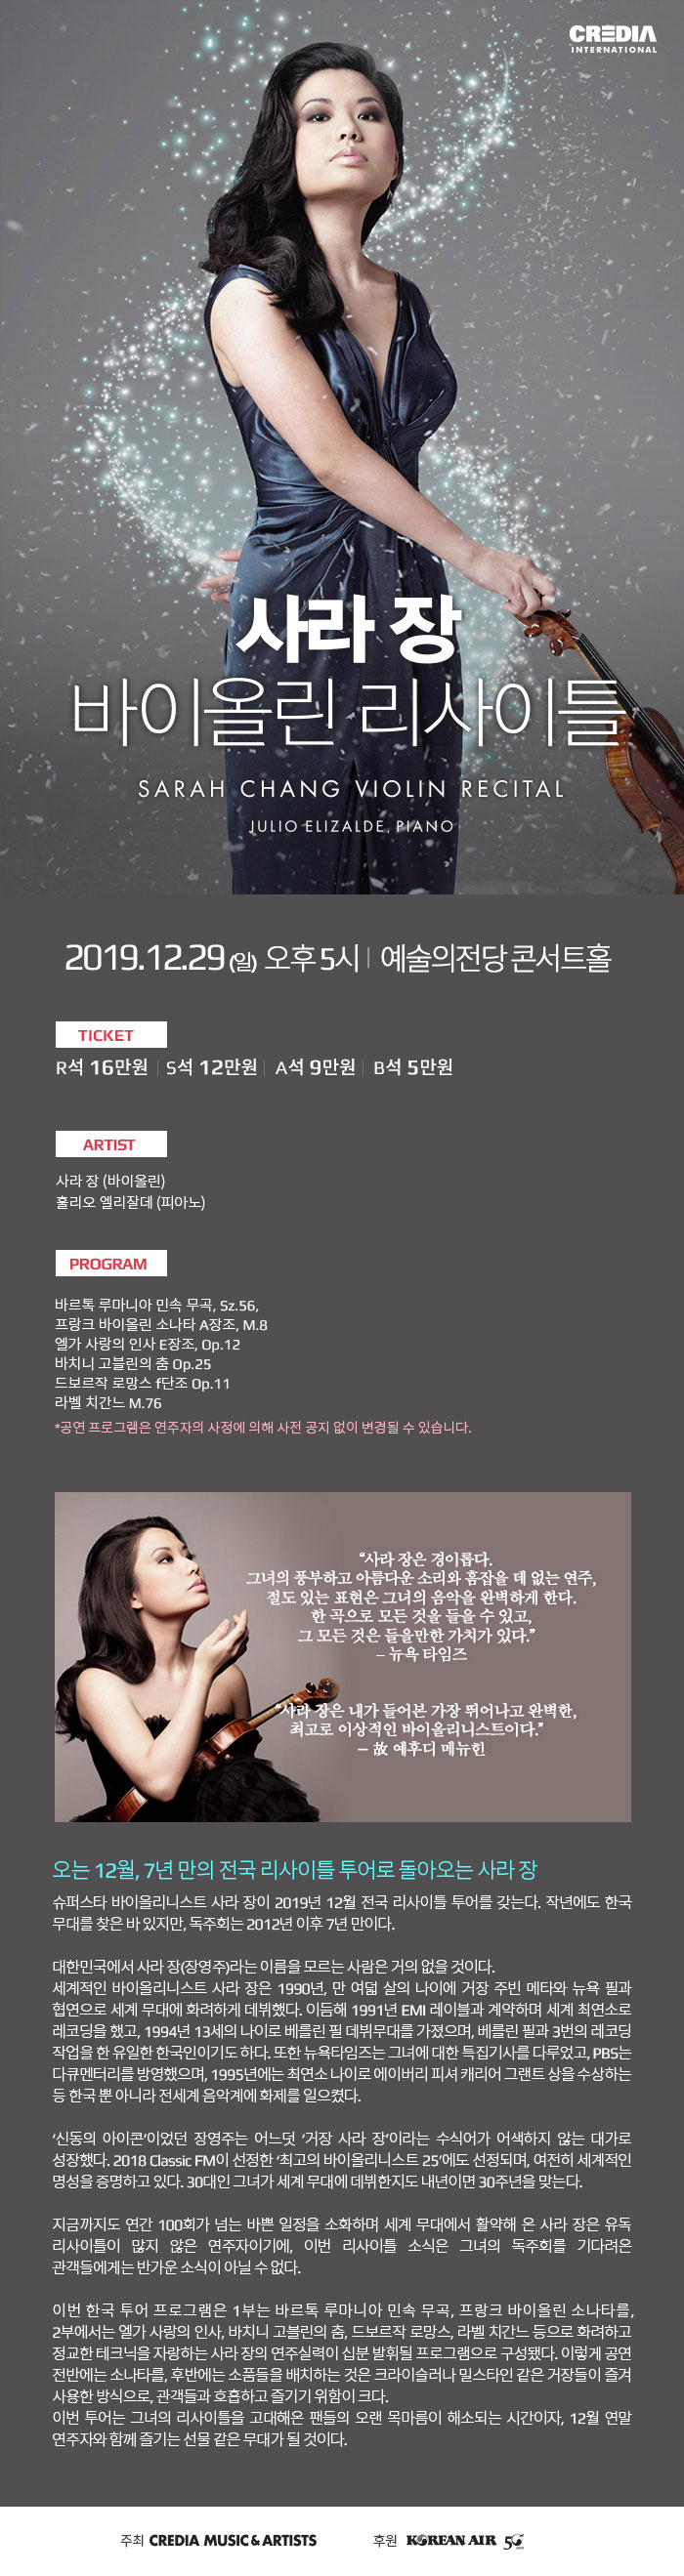 CREDIA
INTERNATIONAL
사라 장
바이올린 리사이틀
SARAH CHANG VIOLIN RECITAL
JULIO ELIZALDE, PIANO
2019.12.29 (일) 오후 5시 | 예술의전당 콘서트홀
TICKET
R석 16만원 | S석 12만원 | A석 9만원 | B석 5만원
ARTIST
사라 장 (바이올린)
훌리오 엘리잘데 (피아노)
PROGRAM
바르톡 루마니아 민속 무곡, Sz.56,
프랑크 바이올린 소나타 A장조, M.8
엘가 사랑의 인사 E장조, Op.12
바치니 고블린의 춤 Op.25
드보르작 로망스 f단조 Op.11
라벨 치간느 M.76
*공연 프로그램은 연주자의 사정에 의해 사전 공지 없이 변경될 수 있습니다.
“사라 장은 경이롭다.
그녀의 풍부하고 아름다운 소리와 흠잡을 데 없는 연주,
절도 있는 표현은 그녀의 음악을 완벽하게 한다.
한 곡으로 모든 것을 들을 수 있고,
그 모든 것은 들을만한 가치가 있다.”
– 뉴욕 타임즈
“사라 장은 내가 들어본 가장 뛰어나고 완벽한,
최고로 이상적인 바이올리니스트이다.”
– 故 예후디 메뉴힌
오는 12월, 7년 만의 전국 리사이틀 투어로 돌아오는 사라 장
슈퍼스타 바이올리니스트 사라 장이 2019년 12월 전국 리사이틀 투어를 갖는다. 작년에도 한국
무대를 찾은 바 있지만, 독주회는 2012년 이후 7년 만이다.
대한민국에서 사라 장(장영주)라는 이름을 모르는 사람은 거의 없을 것이다.
세계적인 바이올리니스트 사라 장은 1990년, 만 여덟 살의 나이에 거장 주빈 메타와 뉴욕 필과
협연으로 세계 무대에 화려하게 데뷔했다. 이듬해 1991년 EMI 레이블과 계약하며 세계 최연소로
레코딩을 했고, 1994년 13세의 나이로 베를린 필 데뷔무대를 가졌으며, 베를린 필과 3번의 레코딩
작업을 한 유일한 한국인이기도 하다. 또한 뉴욕타임즈는 그녀에 대한 특집기사를 다루었고, PBS는
다큐멘터리를 방영했으며, 1995년에는 최연소 나이로 에이버리 피셔 캐리어 그랜트 상을 수상하는
등 한국 뿐 아니라 전세계 음악계에 화제를 일으켰다.
‘신동의 아이콘’이었던 장영주는 어느덧 ‘거장 사라 장’이라는 수식어가 어색하지 않는 대가로
성장했다. 2018 Classic FM이 선정한 ‘최고의 바이올리니스트 25’에도 선정되며, 여전히 세계적인
명성을 증명하고 있다. 30대인 그녀가 세계 무대에 데뷔한지도 내년이면 30주년을 맞는다.
지금까지도 연간 100회가 넘는 바쁜 일정을 소화하며 세계 무대에서 활약해 온 사라 장은 유독
리사이틀이 많지 않은 연주자이기에, 이번 리사이틀 소식은 그녀의 독주회를 기다려온
관객들에게는 반가운 소식이 아닐 수 없다.
이번 한국 투어 프로그램은 1부는 바르톡 루마니아 민속 무곡, 프랑크 바이올린 소나타를,
2부에서는 엘가 사랑의 인사, 바치니 고블린의 춤, 드보르작 로망스, 라벨 치간느 등으로 화려하고
정교한 테크닉을 자랑하는 사라 장의 연주실력이 십분 발휘될 프로그램으로 구성됐다. 이렇게 공연
전반에는 소나타를, 후반에는 소품들을 배치하는 것은 크라이슬러나 밀스타인 같은 거장들이 즐겨
사용한 방식으로, 관객들과 호흡하고 즐기기 위함이 크다.
이번 투어는 그녀의 리사이틀을 고대해온 팬들의 오랜 목마름이 해소되는 시간이자, 12월 연말
연주자와 함께 즐기는 선물 같은 무대가 될 것이다.
주최 CREDIA MUSIC & ARTISTS 후원 KOREAN AIR 50